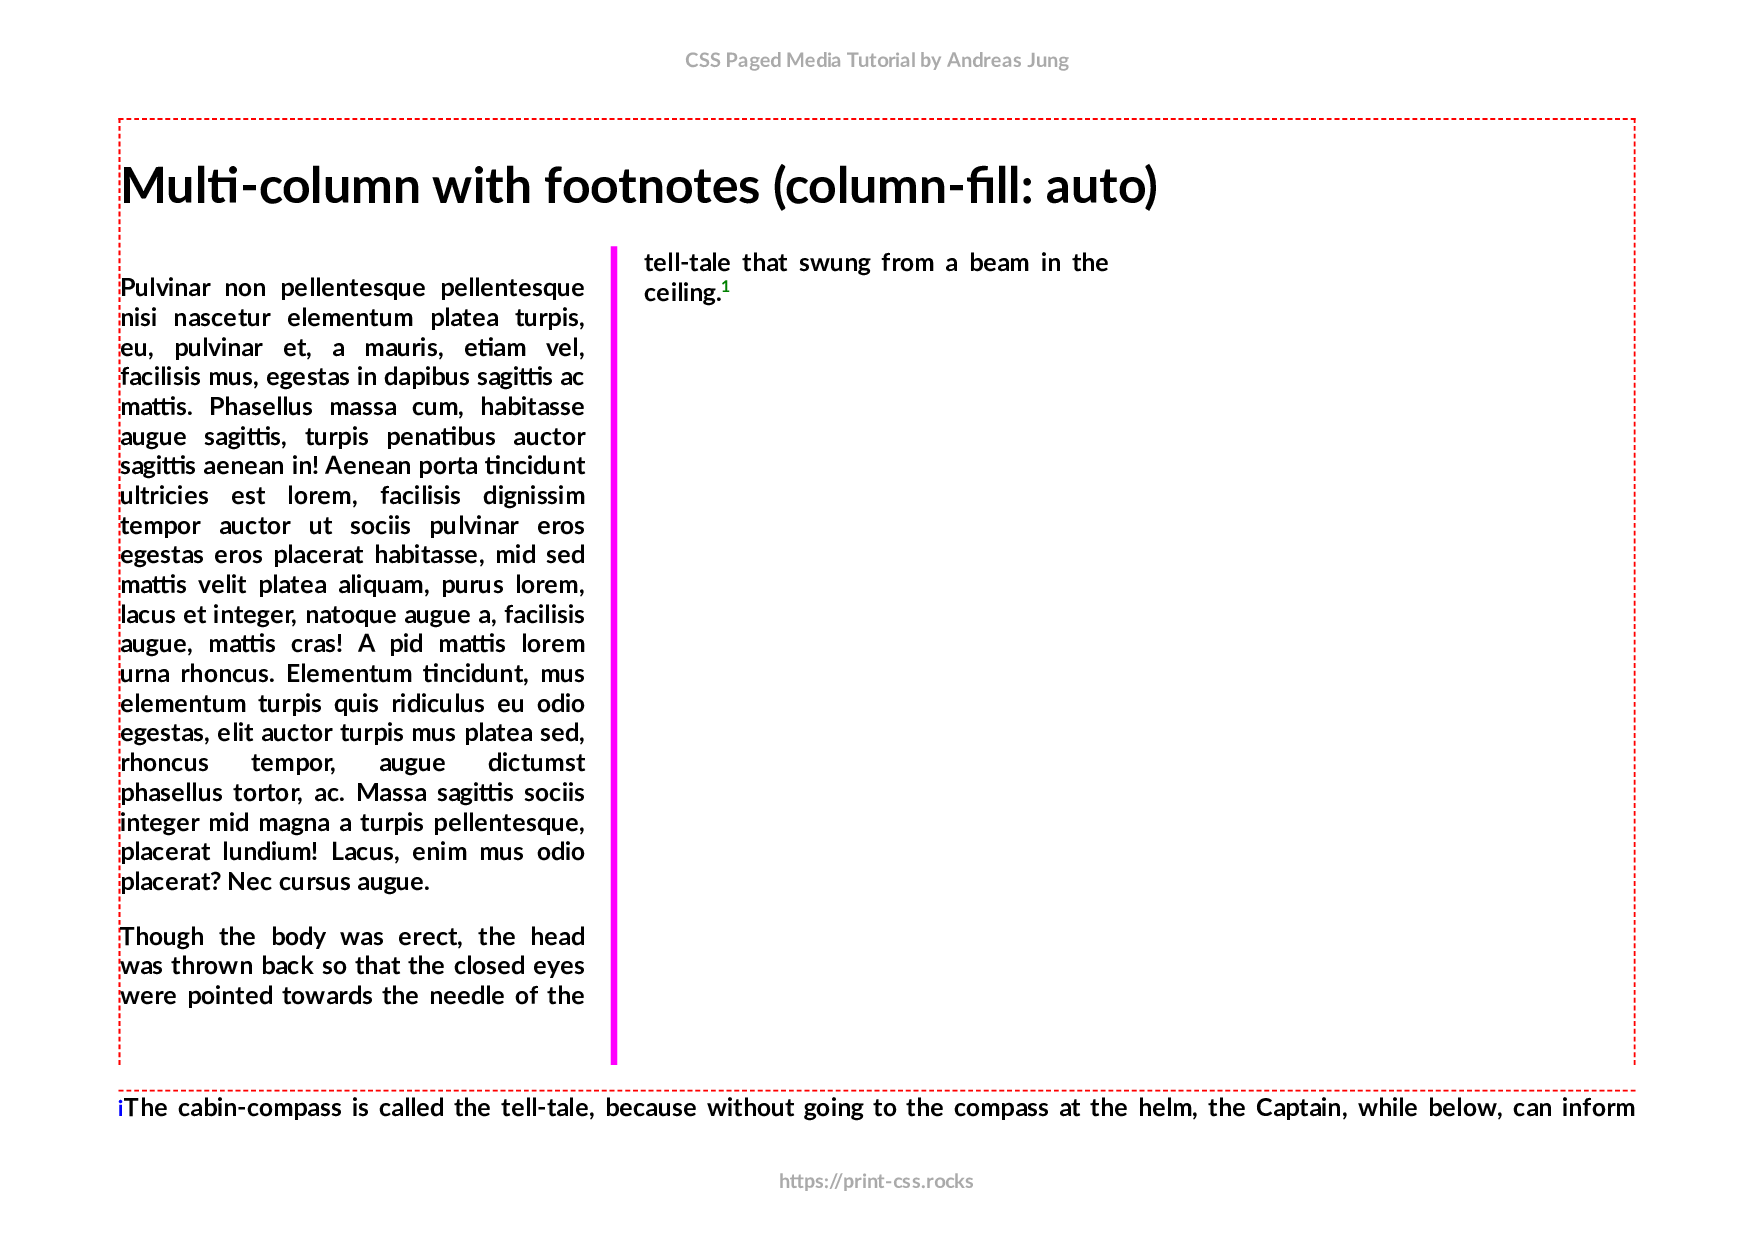 CSS Paged Media Tutorial by Andreas Jung
Multi-column with footnotes (column-fill: auto)
Pulvinar non pellentesque pellentesque
nisi nascetur elementum platea turpis,
eu, pulvinar et, a mauris, etiam vel,
facilisis mus, egestas in dapibus sagittis ac
mattis. Phasellus massa cum, habitasse
augue sagittis, turpis penatibus auctor
sagittis aenean in! Aenean porta tincidunt
ultricies est lorem, facilisis dignissim
tempor auctor ut sociis pulvinar eros
egestas eros placerat habitasse, mid sed
mattis velit platea aliquam, purus lorem,
lacus et integer, natoque augue a, facilisis
augue, mattis cras! A pid mattis lorem
urna rhoncus. Elementum tincidunt, mus
elementum turpis quis ridiculus eu odio
egestas, elit auctor turpis mus platea sed,
rhoncus tempor, augue dictumst
phasellus tortor, ac. Massa sagittis sociis
integer mid magna a turpis pellentesque,
placerat lundium! Lacus, enim mus odio
placerat? Nec cursus augue.
Though the body was erect, the head
was thrown back so that the closed eyes
were pointed towards the needle of the
tell-tale that swung from a beam in the
ceiling.1
iThe cabin-compass is called the tell-tale, because without going to the compass at the helm, the Captain, while below, can inform
https://print-css.rocks